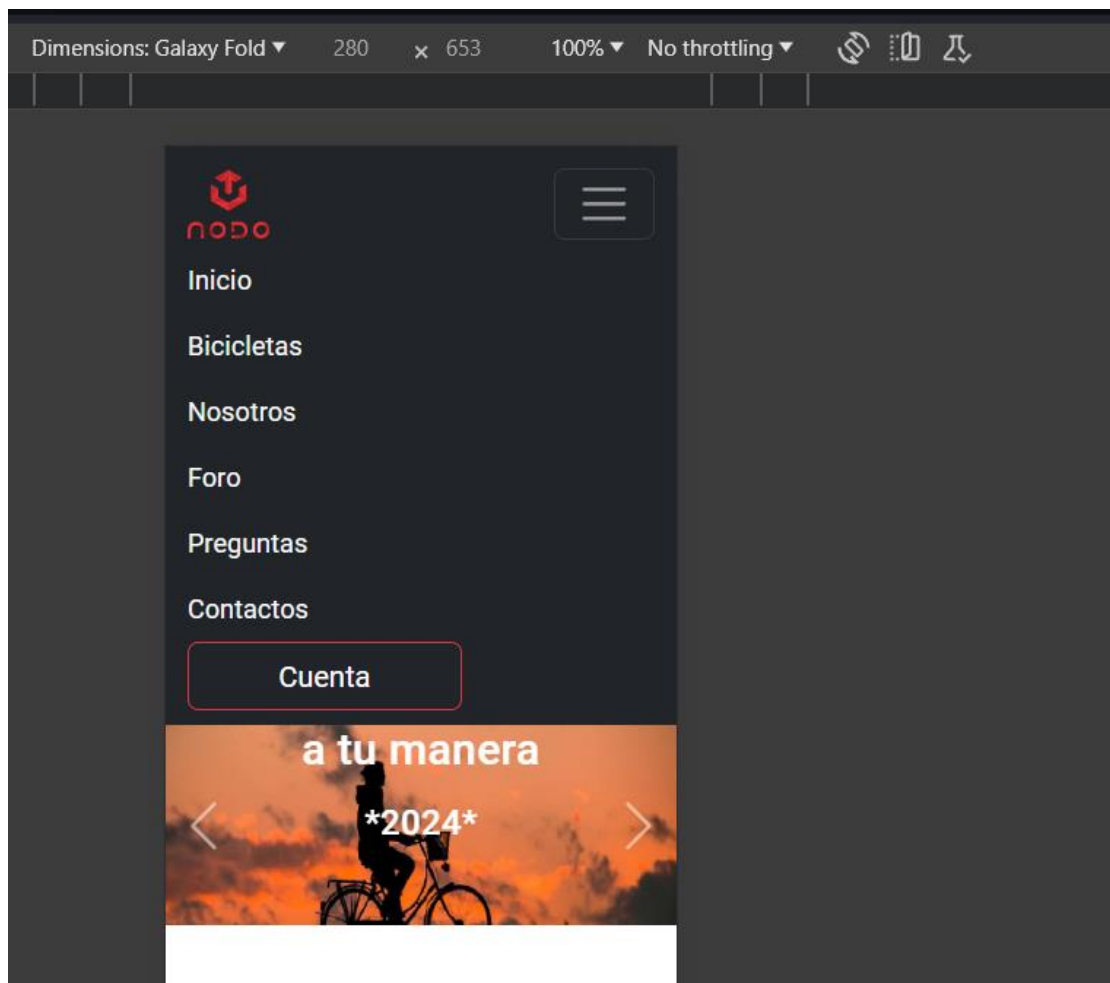 Dimensions: Galaxy Fold ▼ 280 × 653 100% ▼ No throttling ▼
nodo
Inicio
Bicicletas
Nosotros
Foro
Preguntas
Contactos
Cuenta
a tu manera
*2024*